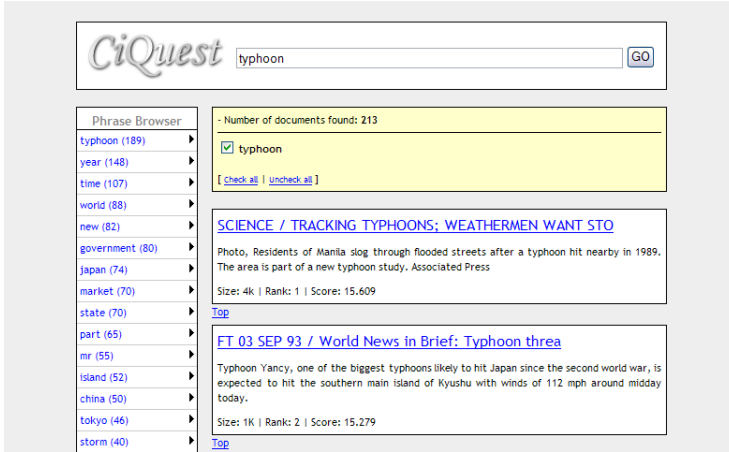 CiQuest
typhoon
GO
Phrase Browser
typhoon (189)
year (148)
time (107)
world (88)
new (82)
government (80)
japan (74)
market (70)
state (70)
part (65)
mr (55)
island (52)
china (50)
tokyo (46)
storm (40)
- Number of documents found: 213
typhoon
[ Check all | Uncheck all ]
SCIENCE / TRACKING TYPHOONS; WEATHERMEN WANT STO
Photo, Residents of Manila slog through flooded streets after a typhoon hit nearby in 1989.
The area is part of a new typhoon study. Associated Press
Size: 4k | Rank: 1 | Score: 15.609
Top
FT 03 SEP 93 / World News in Brief: Typhoon threa
Typhoon Yancy, one of the biggest typhoons likely to hit Japan since the second world war, is
expected to hit the southern main island of Kyushu with winds of 112 mph around midday
today.
Size: 1K | Rank: 2 | Score: 15.279
Top